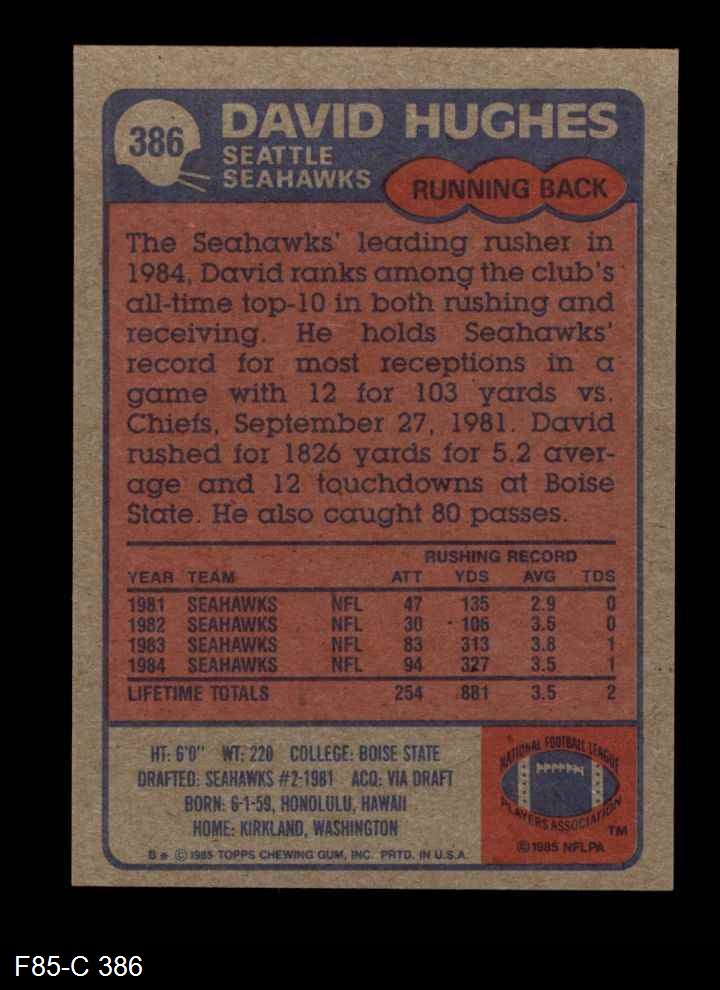 386
DAVID HUGHES
SEATTLE
SEAHAWKS
RUNNING BACK
The Seahawks' leading rusher in
1984, David ranks among the club's
all-time top-10 in both rushing and
receiving. He holds Seahawks'
record for most receptions in a
game with 12 for 103 yards vs.
Chiefs, September 27, 1981. David
rushed for 1826 yards for 5.2 aver-
age and 12 touchdowns at Boise
State. He also caught 80 passes.
RUSHING RECORD
YEAR TEAM ATT YDS AVG TDS
1981 SEAHAWKS NFL 47 135 2.9 0
1982 SEAHAWKS NFL 30 106 3.5 0
1983 SEAHAWKS NFL 83 313 3.8 1
1984 SEAHAWKS NFL 94 327 3.5 1
LIFETIME TOTALS 254 881 3.5 2
HT: 6'0" WT: 220 COLLEGE: BOISE STATE
DRAFTED: SEAHAWKS #2-1981 ACQ: VIA DRAFT
BORN: 6-1-59, HONOLULU, HAWAII
HOME: KIRKLAND, WASHINGTON
B* © 1985 TOPPS CHEWING GUM, INC. PRTD. IN U.S.A.
NATIONAL FOOTBALL LEAGUE
PLAYERS ASSOCIATION
TM
© 1985 NFLPA
F85-C 386